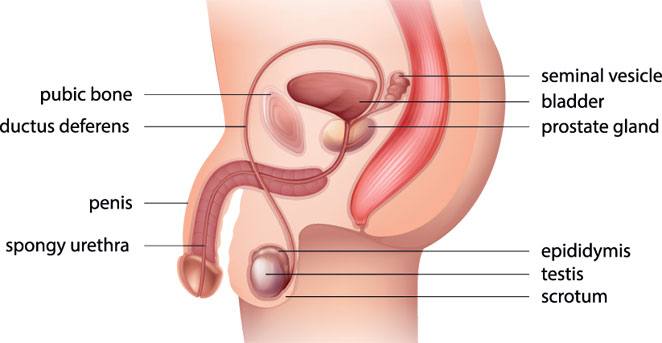 pubic bone
ductus deferens
penis
spongy urethra
seminal vesicle
bladder
prostate gland
epididymis
testis
scrotum